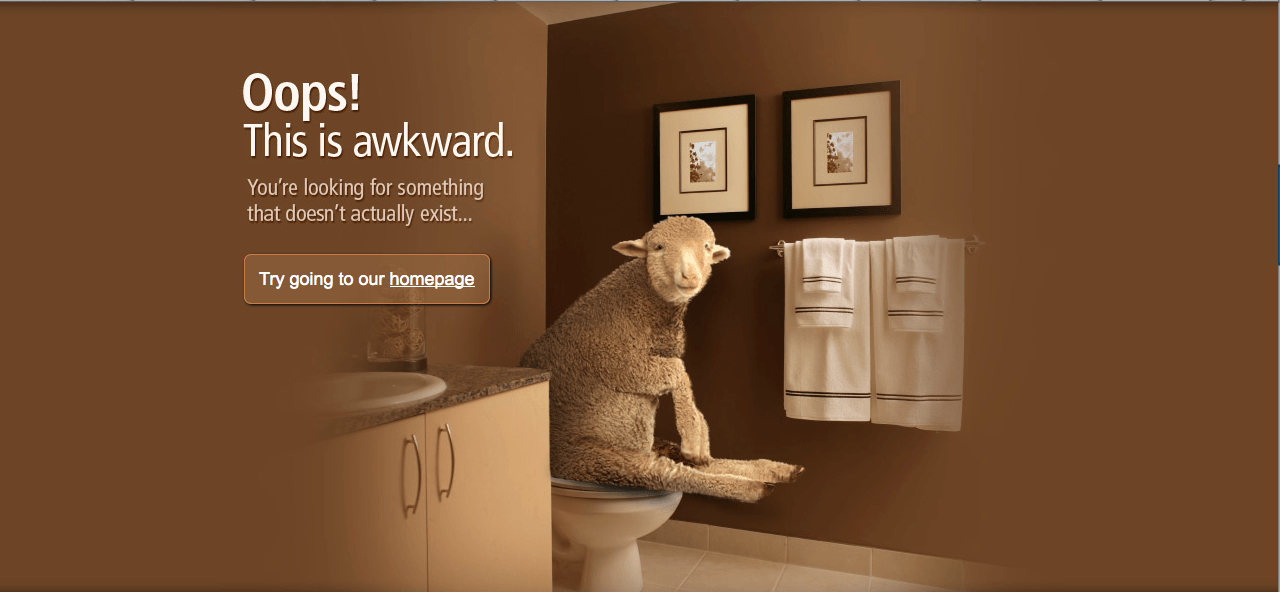 Oops!
This is awkward.
You're looking for something
that doesn't actually exist...
Try going to our homepage